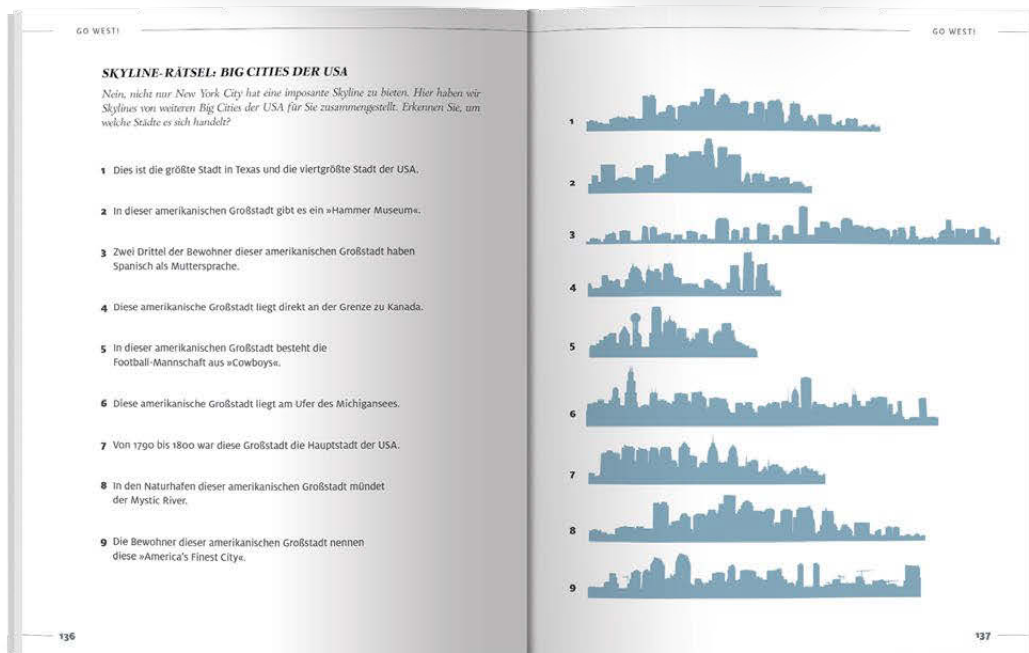 GO WEST!
SKYLINE-RÄTSEL: BIG CITIES DER USA
Nein, nicht nur New York City hat eine imposante Skyline zu bieten. Hier haben wir
Skylines von weiteren Big Cities der USA für Sie zusammengestellt. Erkennen Sie, um
welche Städte es sich handelt?
1 Dies ist die größte Stadt in Texas und die viertgrößte Stadt der USA.
2 In dieser amerikanischen Großstadt gibt es ein »Hammer Museum«.
3 Zwei Drittel der Bewohner dieser amerikanischen Großstadt haben
Spanisch als Muttersprache.
4 Diese amerikanische Großstadt liegt direkt an der Grenze zu Kanada.
5 In dieser amerikanischen Großstadt besteht die
Football-Mannschaft aus »Cowboys«.
6 Diese amerikanische Großstadt liegt am Ufer des Michigansees.
7 Von 1790 bis 1800 war diese Großstadt die Hauptstadt der USA.
8 In den Naturhafen dieser amerikanischen Großstadt mündet
der Mystic River.
9 Die Bewohner dieser amerikanischen Großstadt nennen
diese »America's Finest City«.
136
GO WEST!
1
2
3
4
5
6
7
8
9
137